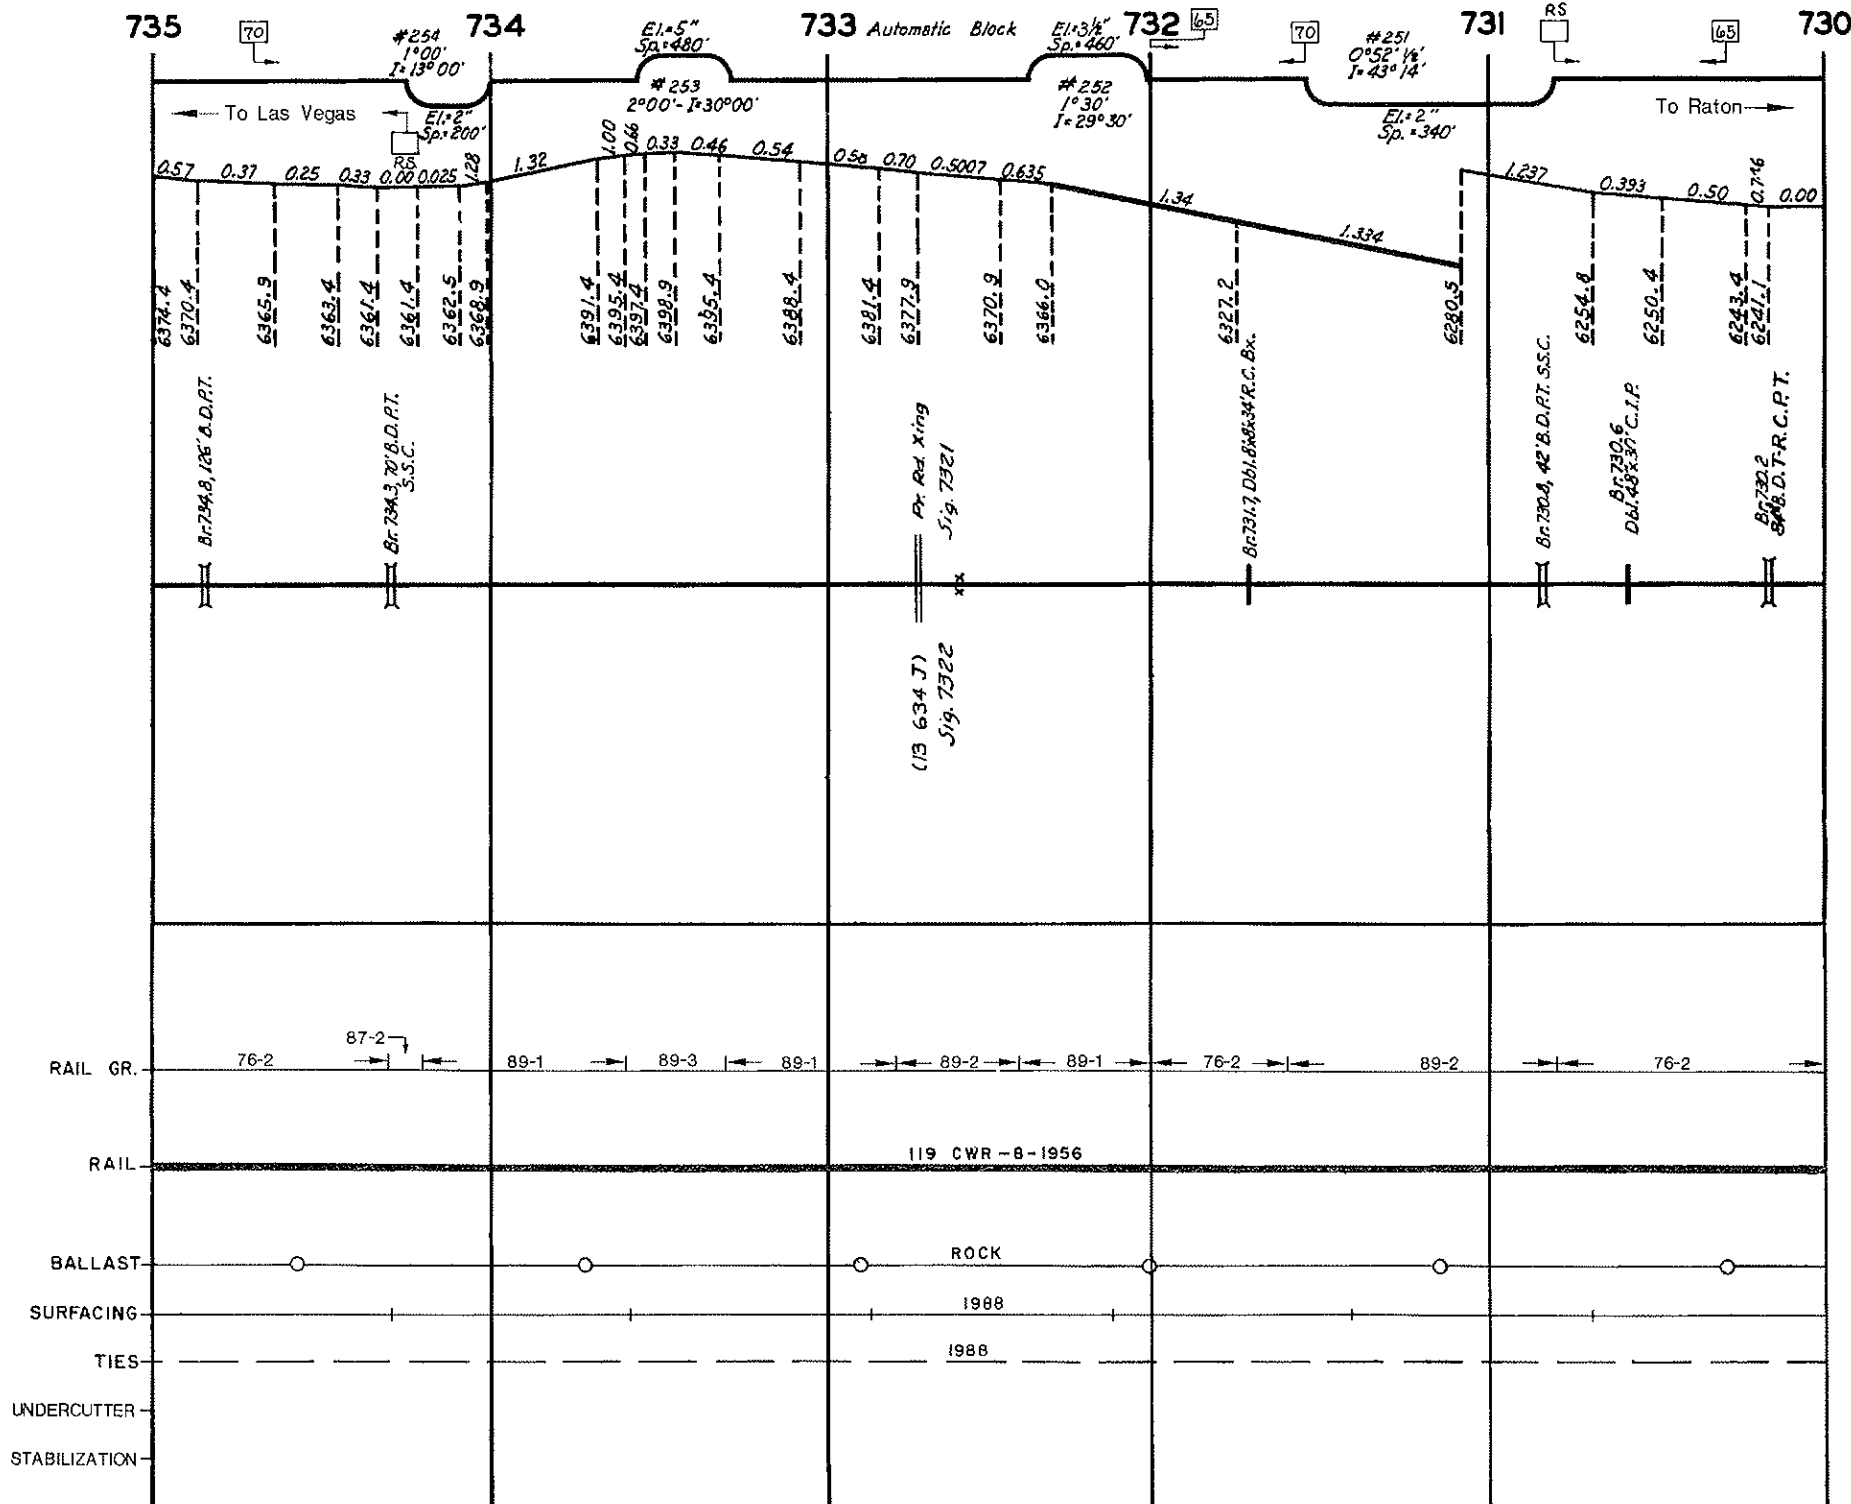 735
734
733
Automatic Block
732
731
730
70
65
70
RS
65
#254
1°00'
I=13°00'
El.=5"
Sp.=480'
El.=3½"
Sp.=460'
#251
0°52'½'
I=43°14'
#253
2°00'-I=30°00'
#252
1°30'
I=29°30'
To Las Vegas
El.=2"
Sp.=200'
RS
El.=2"
Sp.=340'
To Raton
0.57
0.37
0.25
0.33
0.00
0.025
1.28
1.32
1.00
0.66
0.33
0.46
0.54
0.58
0.70
0.5007
0.635
1.34
1.334
1.237
0.393
0.50
0.746
0.00
6374.4
6370.4
6365.9
6363.4
6361.4
6361.4
6362.5
6368.9
6391.4
6395.4
6397.4
6398.9
6395.4
6388.4
6381.4
6377.9
6370.9
6366.0
6327.2
6280.5
6254.8
6250.4
6243.4
6241.1
Br.734.8, 126' B.D.P.T.
Br.734.3, 70' B.D.P.T.
S.S.C.
Pr. Rd. Xing
Sig. 7321
(13 634 J)
Sig. 7322
Br.731.7, Dbl.8x8x34'R.C.Bx.
Br.730.8, 42' B.D.P.T. S.S.C.
Br.730.6
Dbl.48"x30' C.I.P.
Br.730.2
B.D.T-R.C.P.T.
87-2
RAIL GR.
76-2
89-1
89-3
89-1
89-2
89-1
76-2
89-2
76-2
RAIL
119 CWR-8-1956
BALLAST
ROCK
SURFACING
1988
TIES
1988
UNDERCUTTER
STABILIZATION